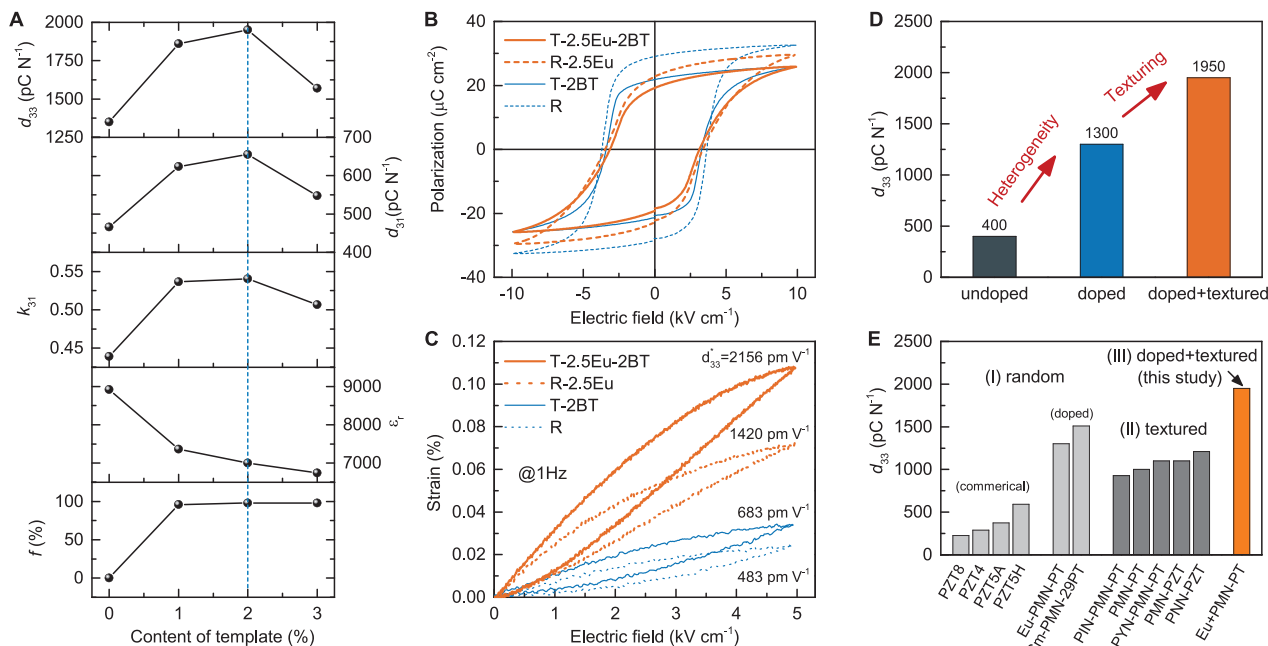 A
2000
1750
1500
1250
d33 (pC N-1)
700
600
500
400
d31(pC N-1)
0.55
0.50
0.45
k31
9000
8000
7000
εr
100
50
0
f (%)
0 1 2 3
Content of template (%)
B
T-2.5Eu-2BT
R-2.5Eu
T-2BT
R
40
20
0
-20
-40
Polarization (μC cm-2)
-10 -5 0 5 10
Electric field (kV cm-1)
C
T-2.5Eu-2BT
R-2.5Eu
T-2BT
R
d*33=2156 pm V-1
1420 pm V-1
@1Hz
683 pm V-1
483 pm V-1
0.12
0.10
0.08
0.06
0.04
0.02
0.00
Strain (%)
0 1 2 3 4 5
Electric field (kV cm-1)
D
2500
2000
1500
1000
500
0
d33 (pC N-1)
Heterogeneity
Texturing
400
1300
1950
undoped doped doped+textured
E
2500
2000
1500
1000
500
0
d33 (pC N-1)
(I) random
(III) doped+textured
(this study)
(doped)
(II) textured
(commerical)
PZT8
PZT4
PZT5A
PZT5H
Eu-PMN-PT
Sm-PMN-29PT
PIN-PMN-PT
PMN-PT
PYN-PMN-PT
PMN-PZT
PNN-PZT
Eu+PMN-PT